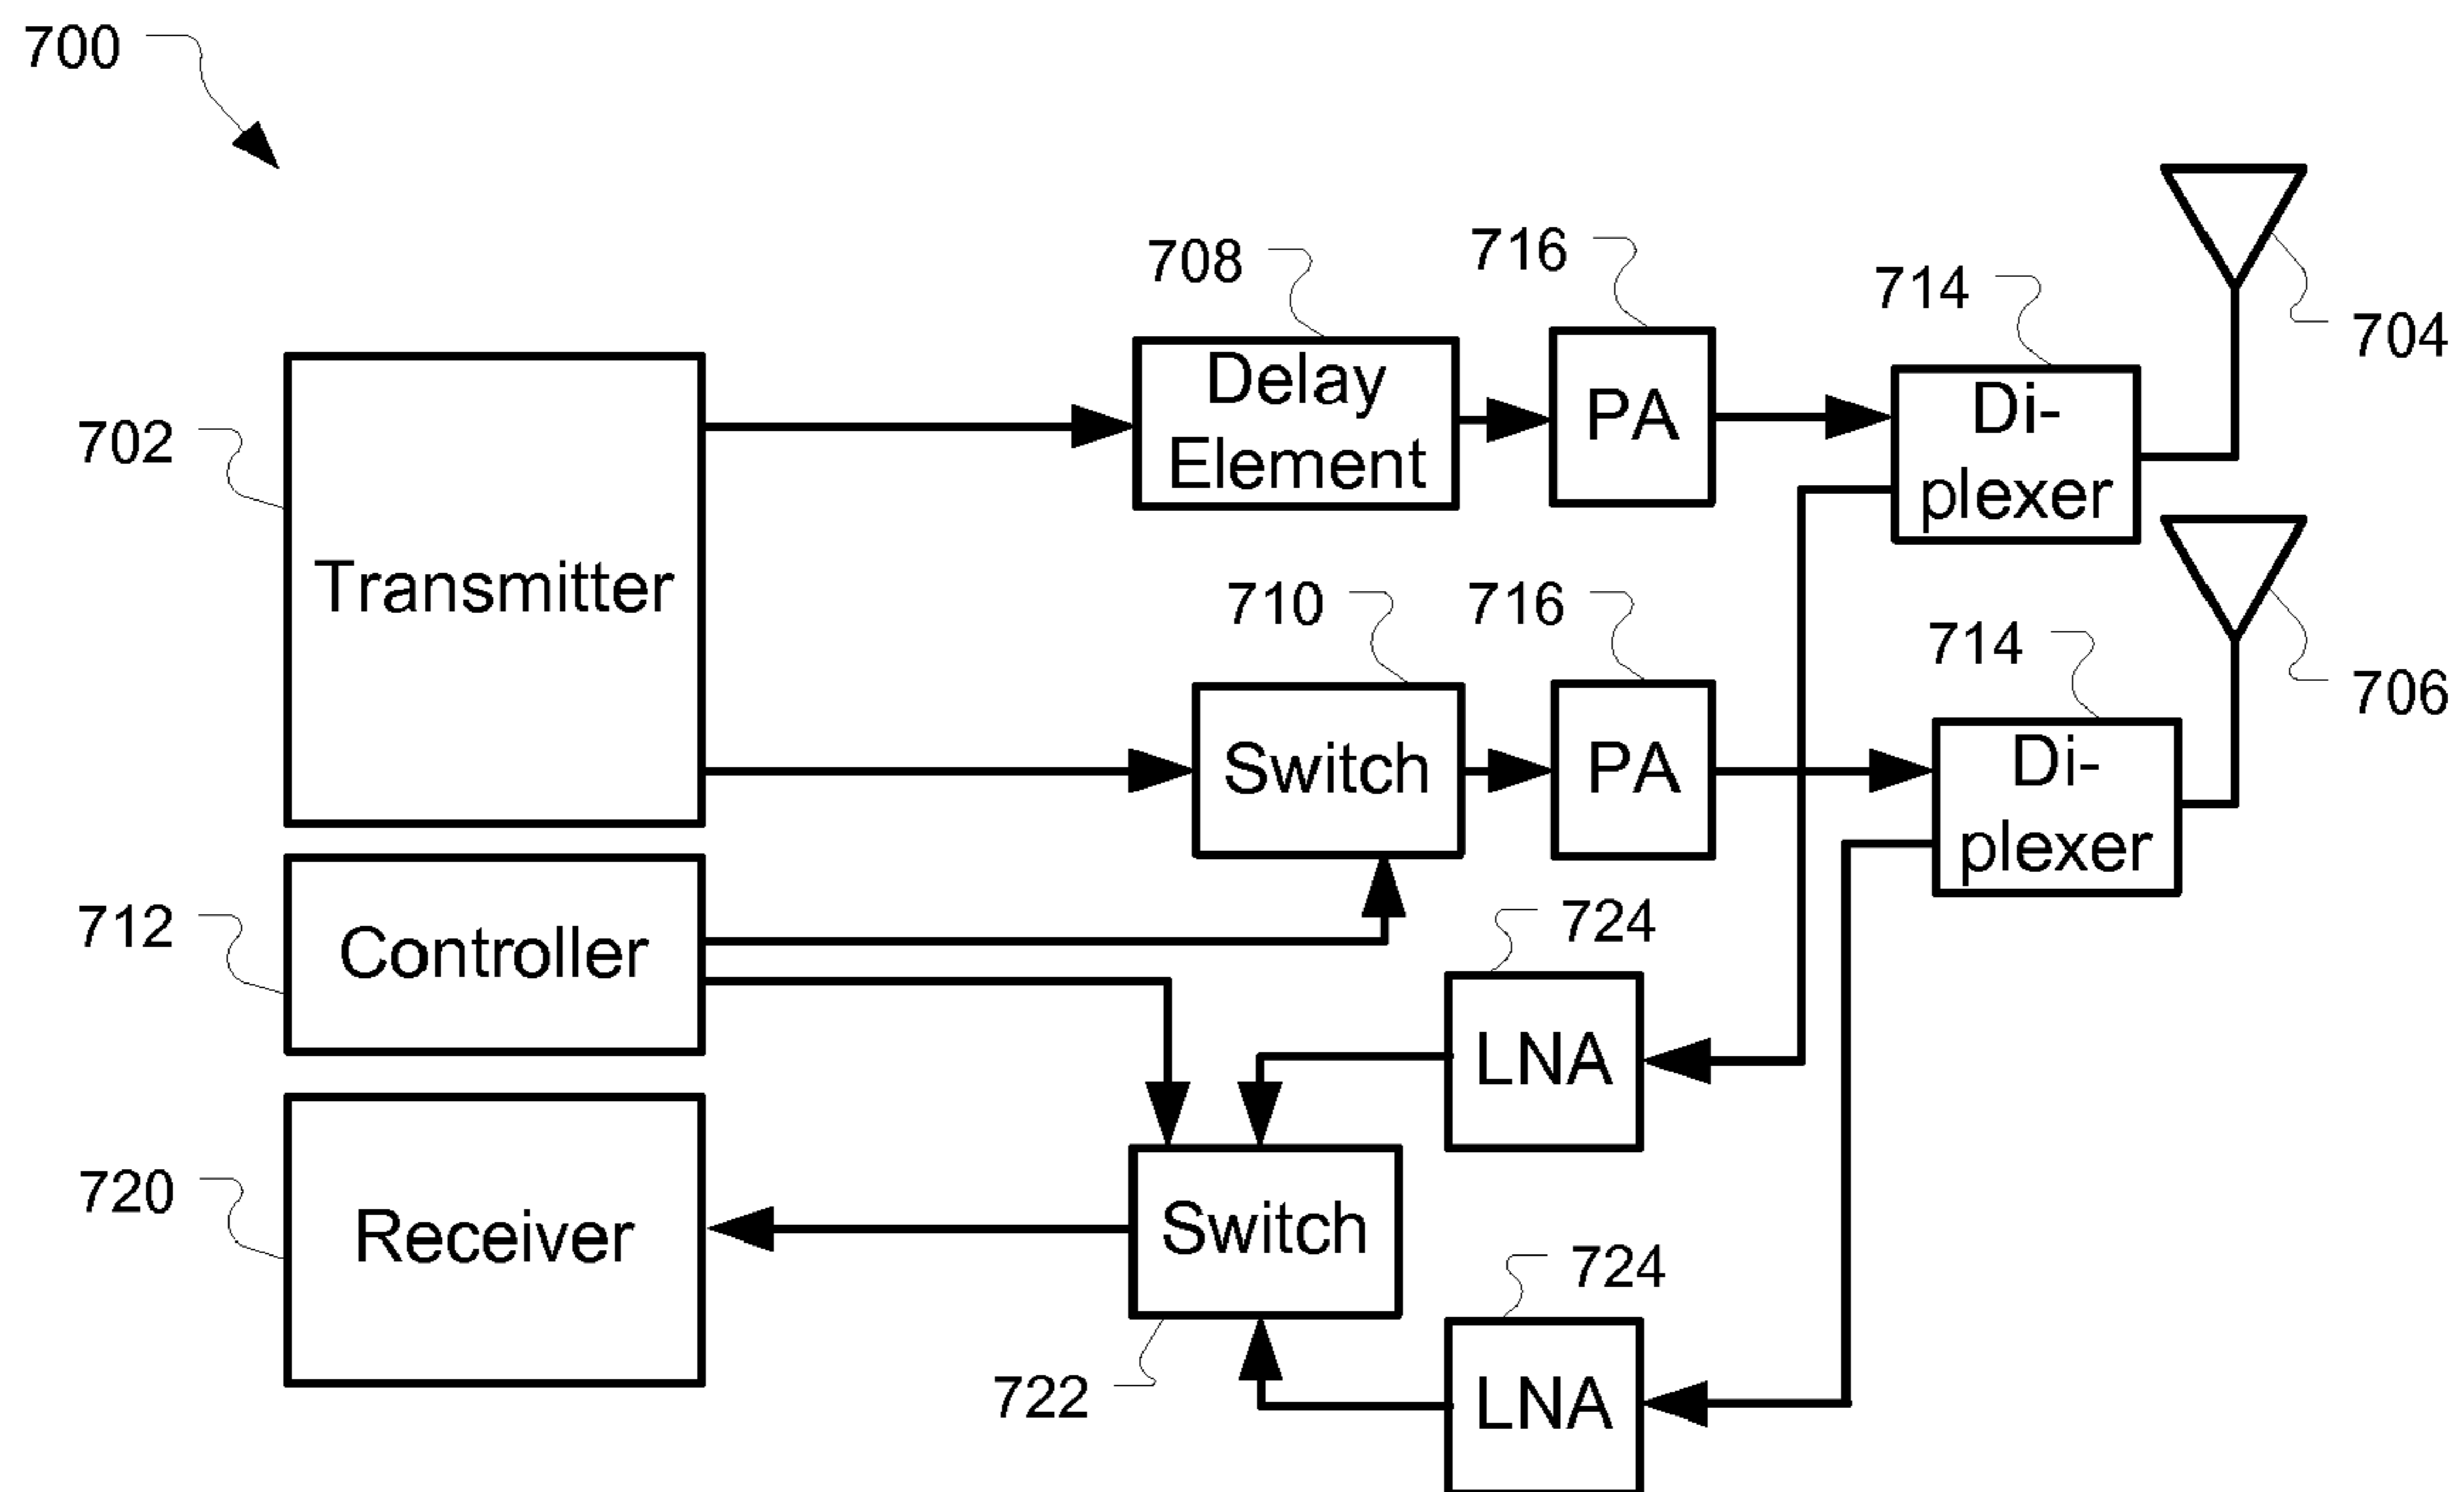 700
708
716
714
704
702
Delay
Element
PA
Di-
plexer
Transmitter
710
716
714
706
Switch
PA
Di-
plexer
712
Controller
724
LNA
720
Receiver
Switch
722
724
LNA